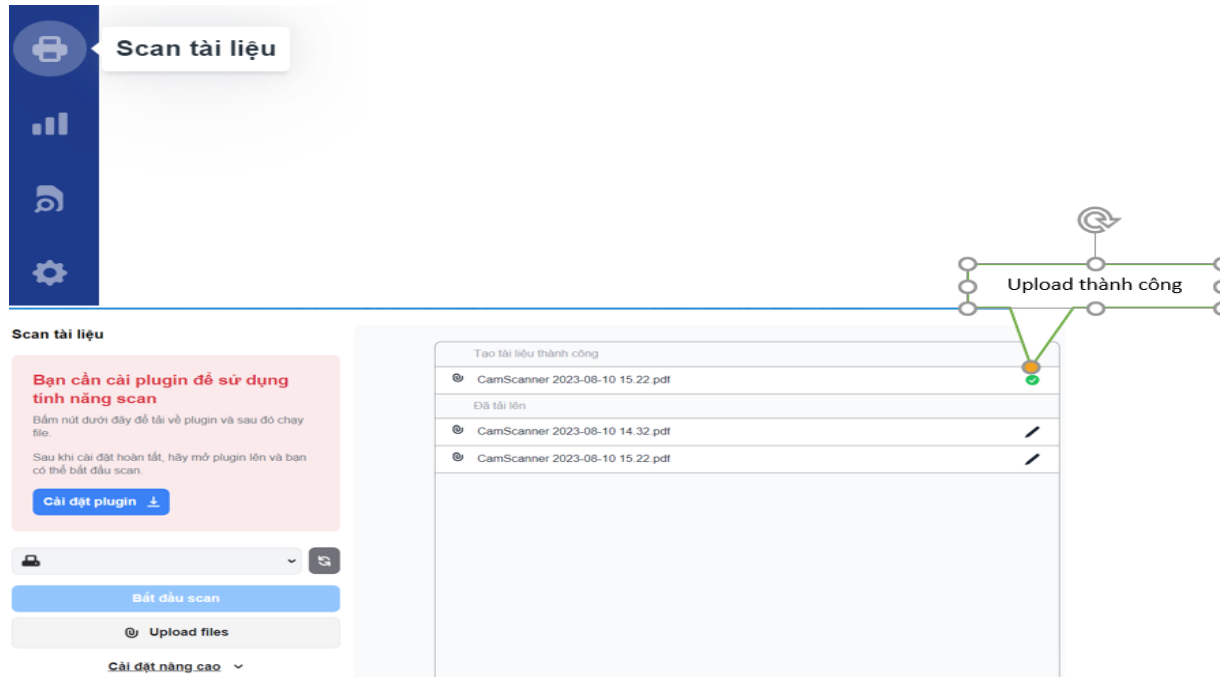 Scan tài liệu
Upload thành công
Scan tài liệu
Bạn cần cài plugin để sử dụng
tính năng scan
Bấm nút dưới đây để tải về plugin và sau đó chạy
file.
Sau khi cài đặt hoàn tất, hãy mở plugin lên và bạn
có thể bắt đầu scan.
Cài đặt plugin
Bắt đầu scan
Upload files
Cài đặt nâng cao
Tạo tài liệu thành công
CamScanner 2023-08-10 15.22.pdf
Đã tải lên
CamScanner 2023-08-10 14.32.pdf
CamScanner 2023-08-10 15.22.pdf